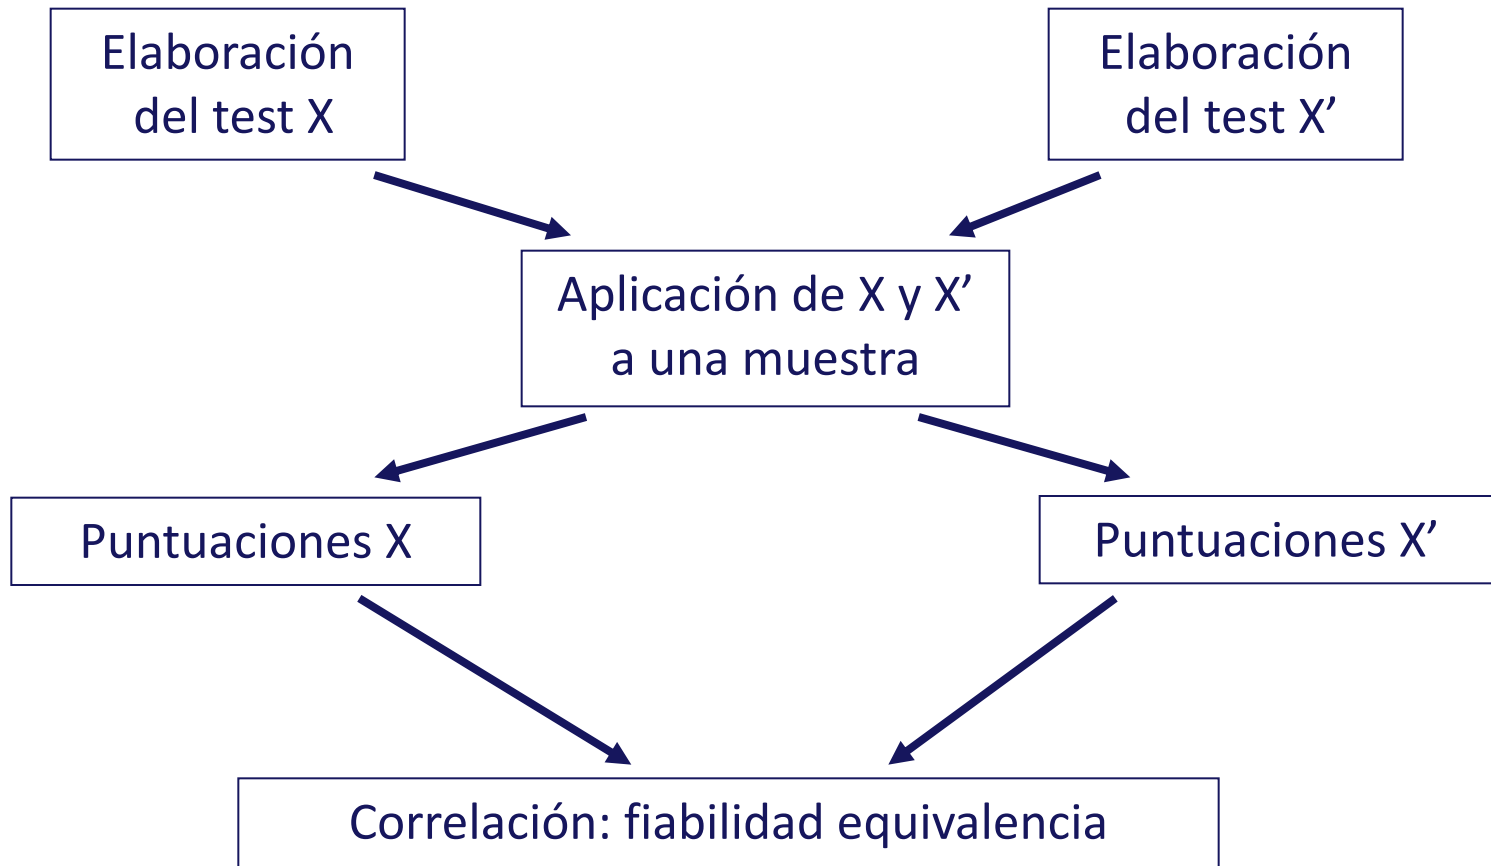 Elaboración
del test X
Elaboración
del test X’
Aplicación de X y X’
a una muestra
Puntuaciones X
Puntuaciones X’
Correlación: fiabilidad equivalencia